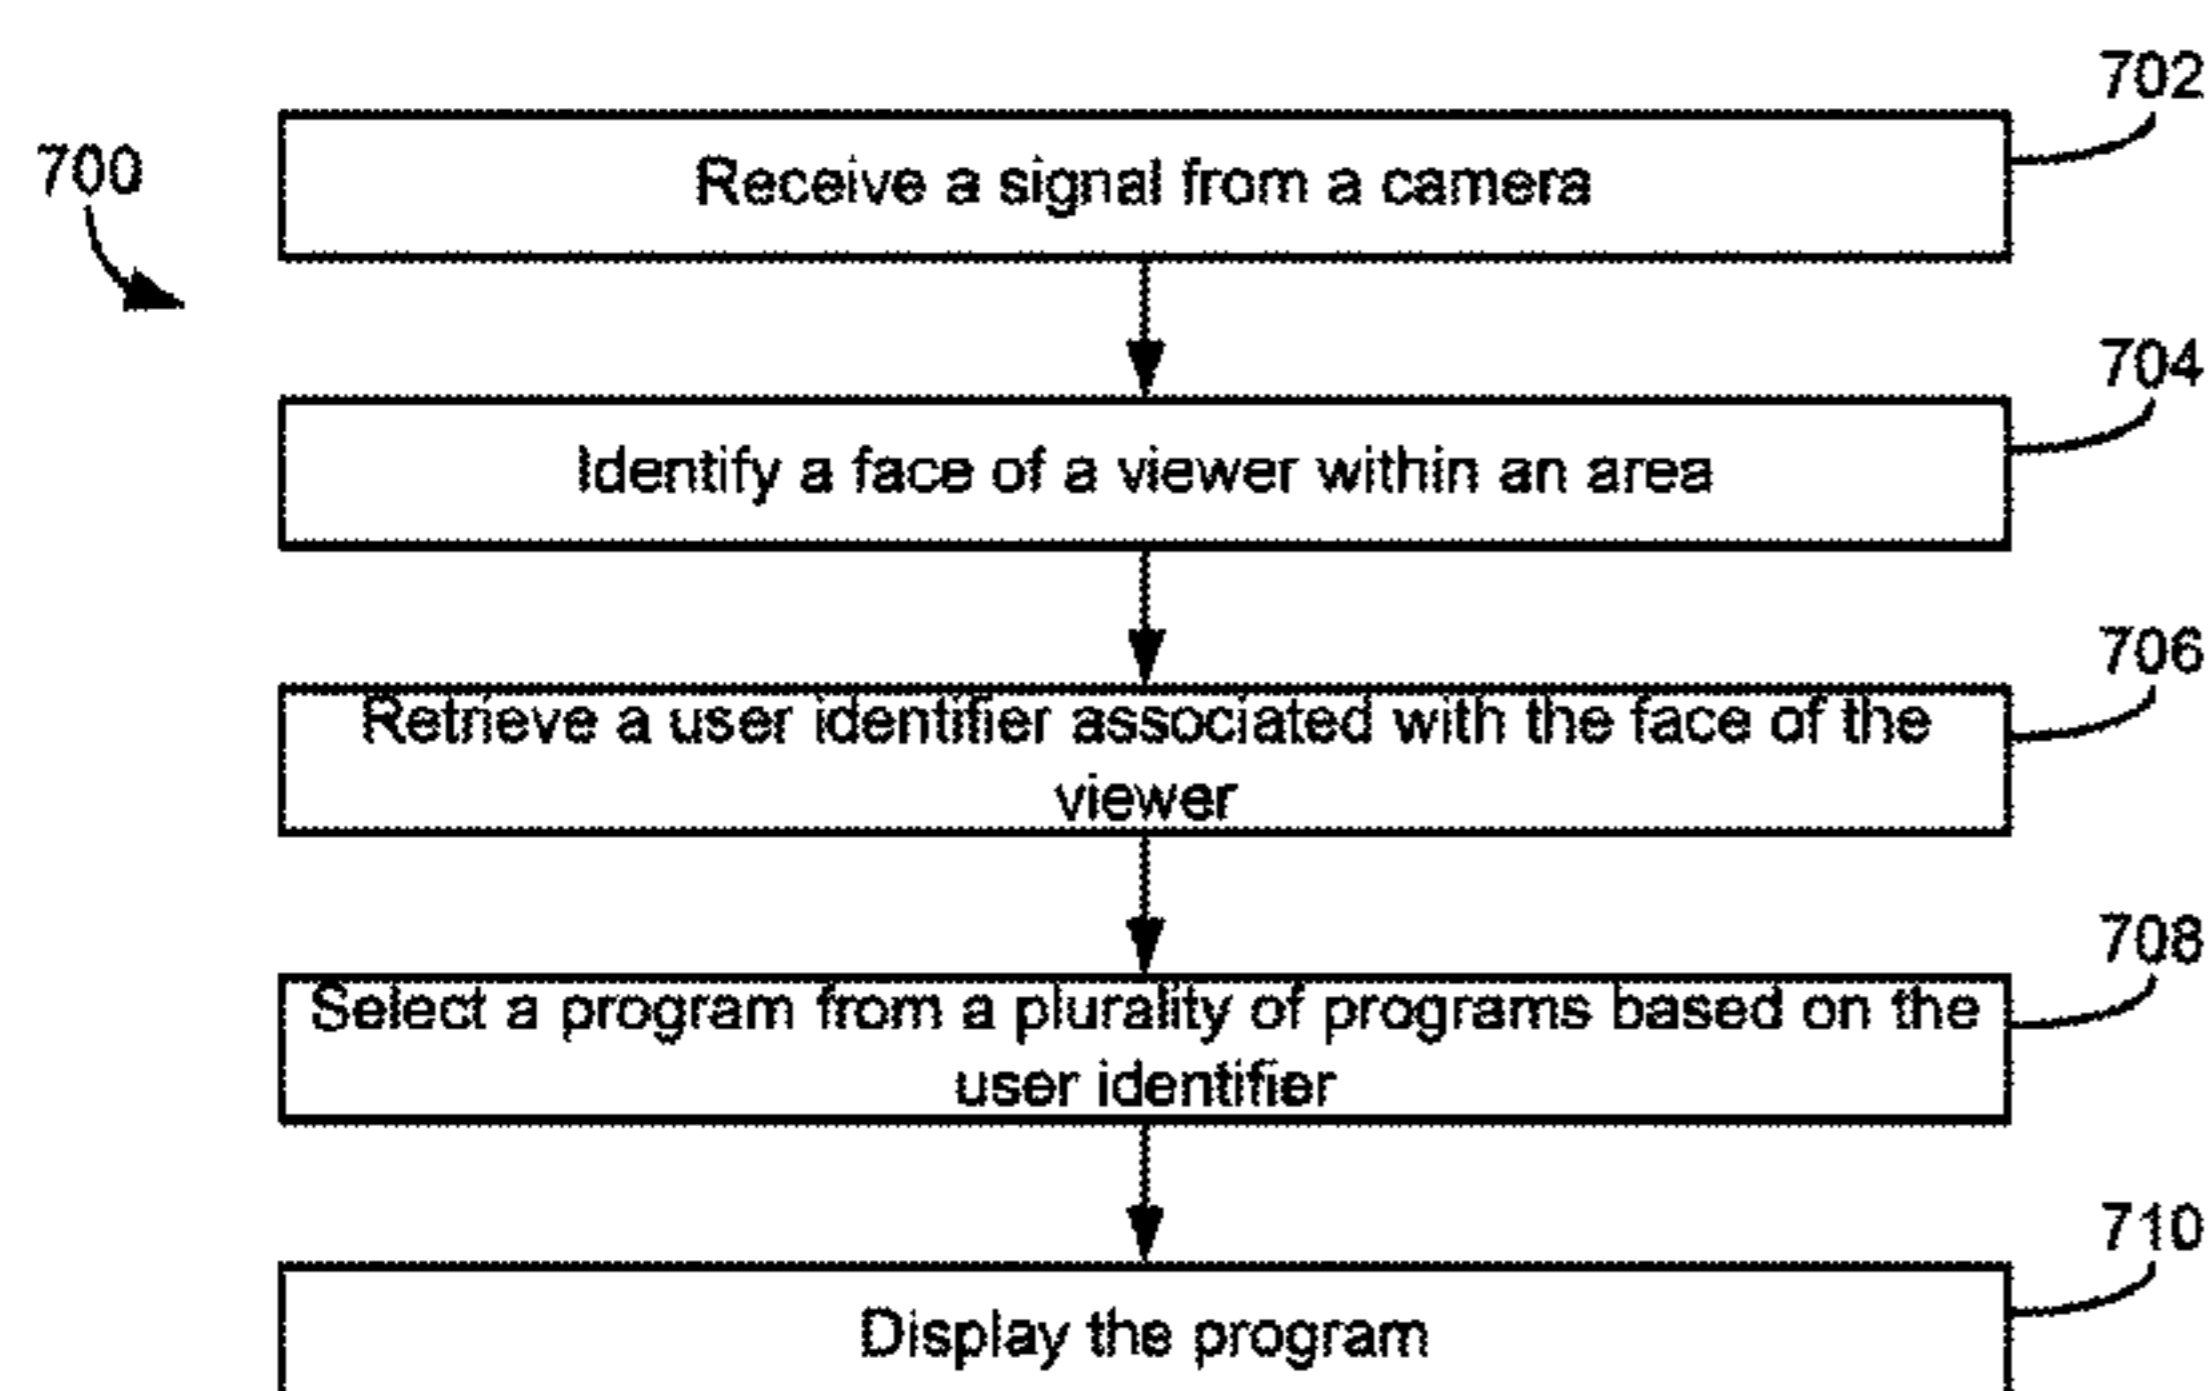 702
700
Receive a signal from a camera
704
Identify a face of a viewer within an area
706
Retrieve a user identifier associated with the face of the
viewer
708
Select a program from a plurality of programs based on the
user identifier
710
Display the program